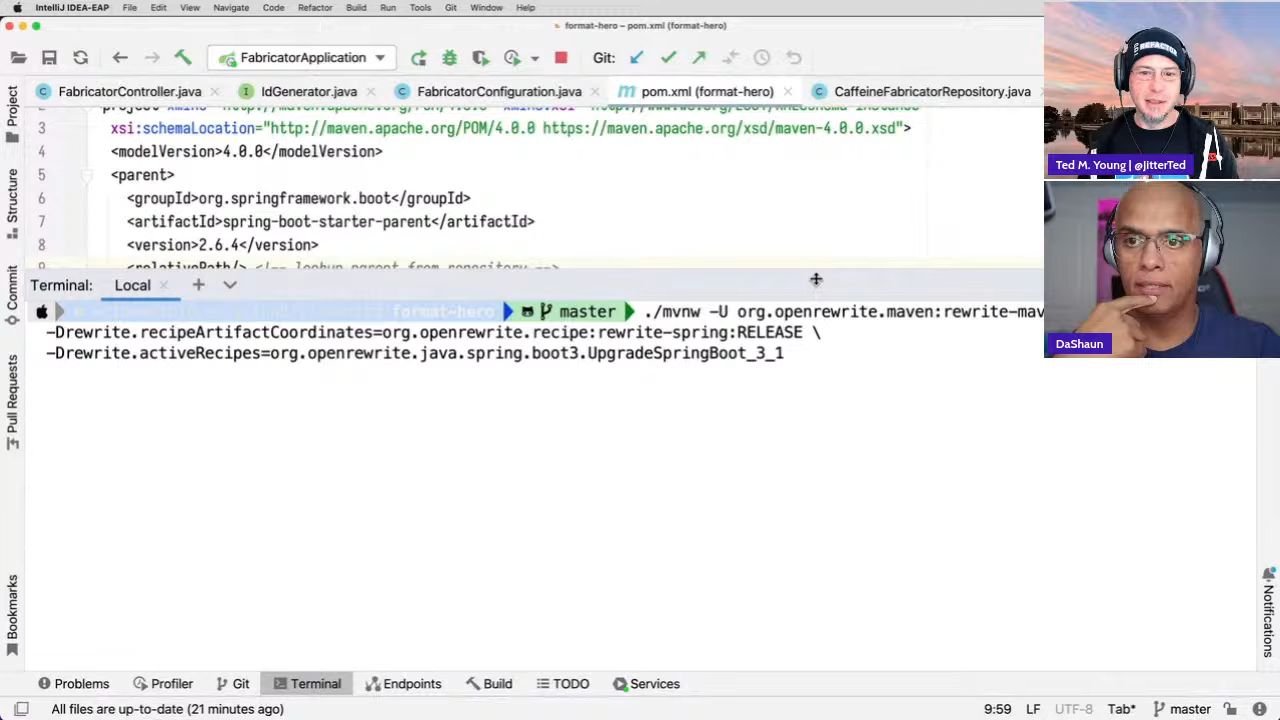 IntelliJ IDEA-EAP File Edit View Navigate Code Refactor Build Run Tools Git Window Help
format-hero – pom.xml (format-hero)
FabricatorApplication Git:
FabricatorController.java IdGenerator.java FabricatorConfiguration.java pom.xml (format-hero) CaffeineFabricatorRepository.java
3 xsi:schemaLocation="http://maven.apache.org/POM/4.0.0 https://maven.apache.org/xsd/maven-4.0.0.xsd">
4 <modelVersion>4.0.0</modelVersion>
5 <parent>
6 <groupId>org.springframework.boot</groupId>
7 <artifactId>spring-boot-starter-parent</artifactId>
8 <version>2.6.4</version>
9 <relativePath/> <!-- lookup parent from repository -->
Terminal: Local
format-hero master ./mvnw -U org.openrewrite.maven:rewrite-mav
-Drewrite.recipeArtifactCoordinates=org.openrewrite.recipe:rewrite-spring:RELEASE \
-Drewrite.activeRecipes=org.openrewrite.java.spring.boot3.UpgradeSpringBoot_3_1
Project
Structure
Commit
Pull Requests
Bookmarks
Notifications
REFACTOR
Ted M. Young | @JitterTed
DaShaun
Problems Profiler Git Terminal Endpoints Build TODO Services
All files are up-to-date (21 minutes ago) 9:59 LF UTF-8 Tab* master